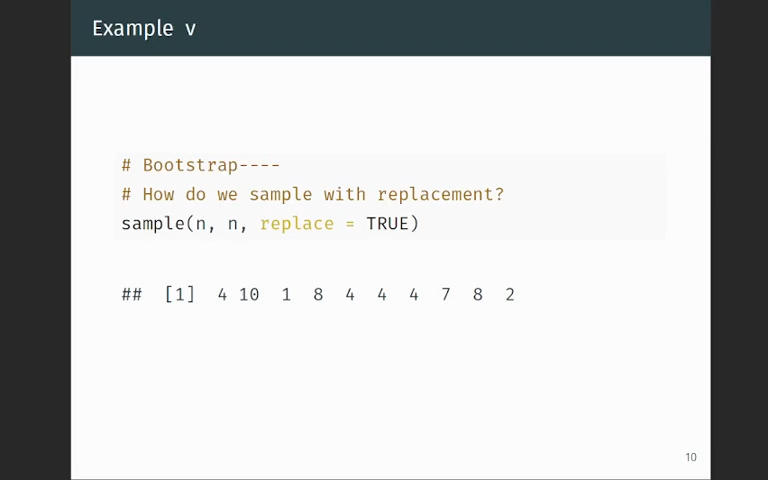 Example v
# Bootstrap----
# How do we sample with replacement?
sample(n, n, replace = TRUE)
## [1] 4 10 1 8 4 4 4 7 8 2
10